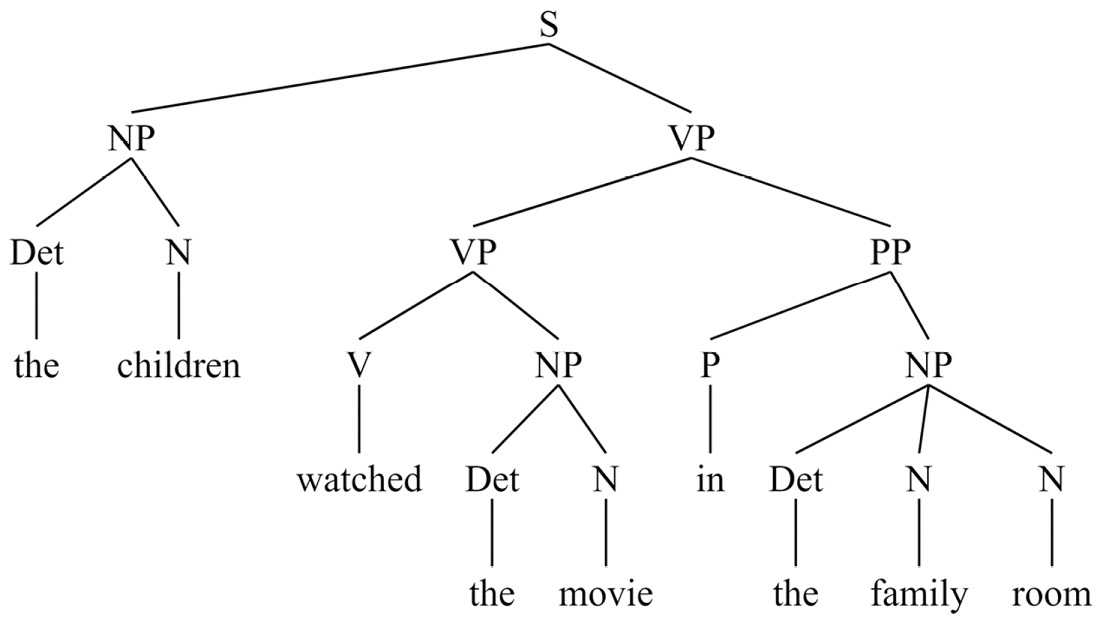 S
NP VP
Det N VP PP
the children V NP P NP
watched Det N in Det N N
the movie the family room